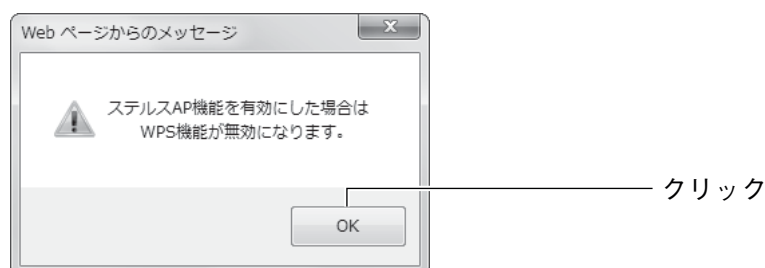 Web ページからのメッセージ
ステルスAP機能を有効にした場合は
WPS機能が無効になります。
クリック
OK